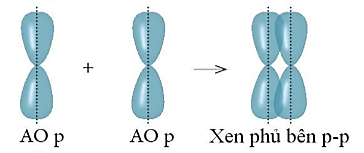 +
AO p AO p Xen phủ bên p-p